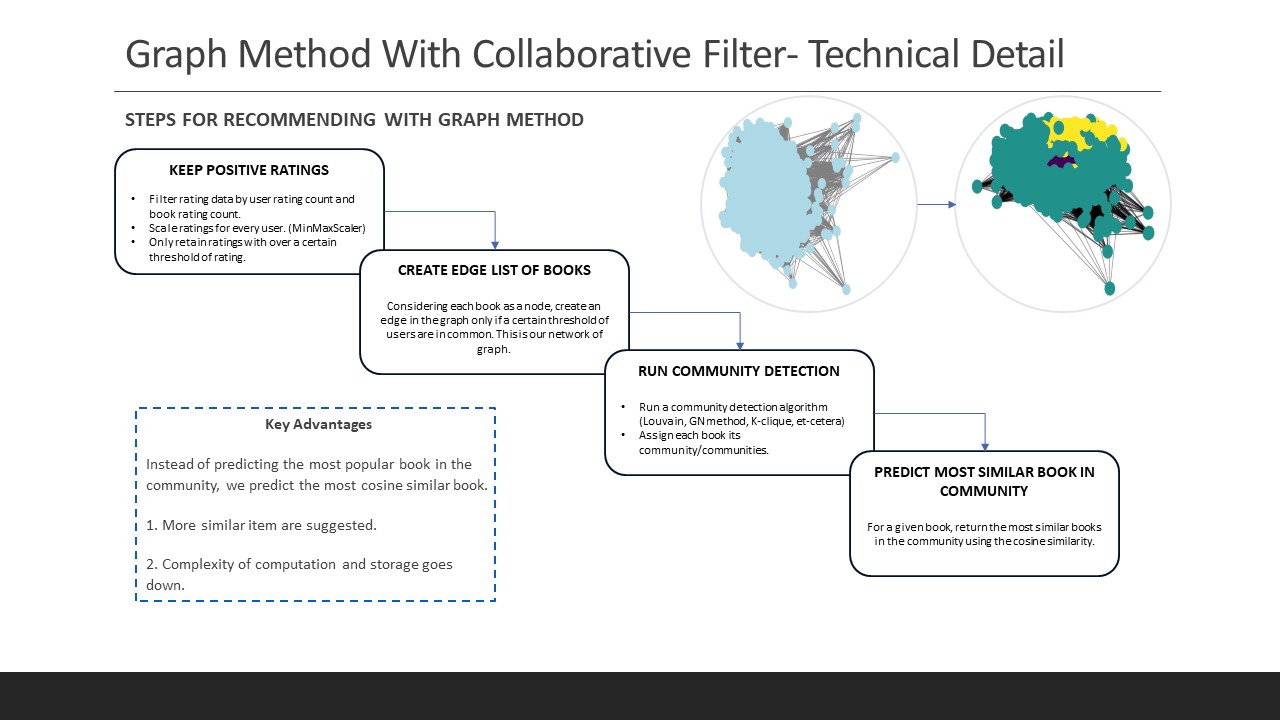 Graph Method With Collaborative Filter- Technical Detail
STEPS FOR RECOMMENDING WITH GRAPH METHOD
KEEP POSITIVE RATINGS
• Filter rating data by user rating count and
book rating count.
• Scale ratings for every user. (MinMaxScaler)
• Only retain ratings with over a certain
threshold of rating.
CREATE EDGE LIST OF BOOKS
Considering each book as a node, create an
edge in the graph only if a certain threshold of
users are in common. This is our network of
graph.
RUN COMMUNITY DETECTION
• Run a community detection algorithm
(Louvain, GN method, K-clique, et-cetera)
• Assign each book its
community/communities.
PREDICT MOST SIMILAR BOOK IN
COMMUNITY
For a given book, return the most similar books
in the community using the cosine similarity.
Key Advantages
Instead of predicting the most popular book in the
community, we predict the most cosine similar book.
1. More similar item are suggested.
2. Complexity of computation and storage goes
down.